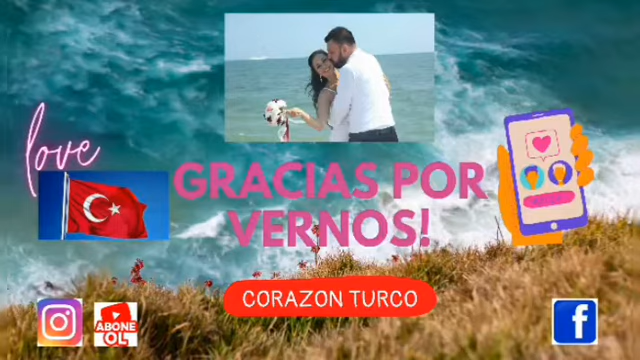 love
GRACIAS POR
VERNOS!
CORAZON TURCO
ABONE
OL
f